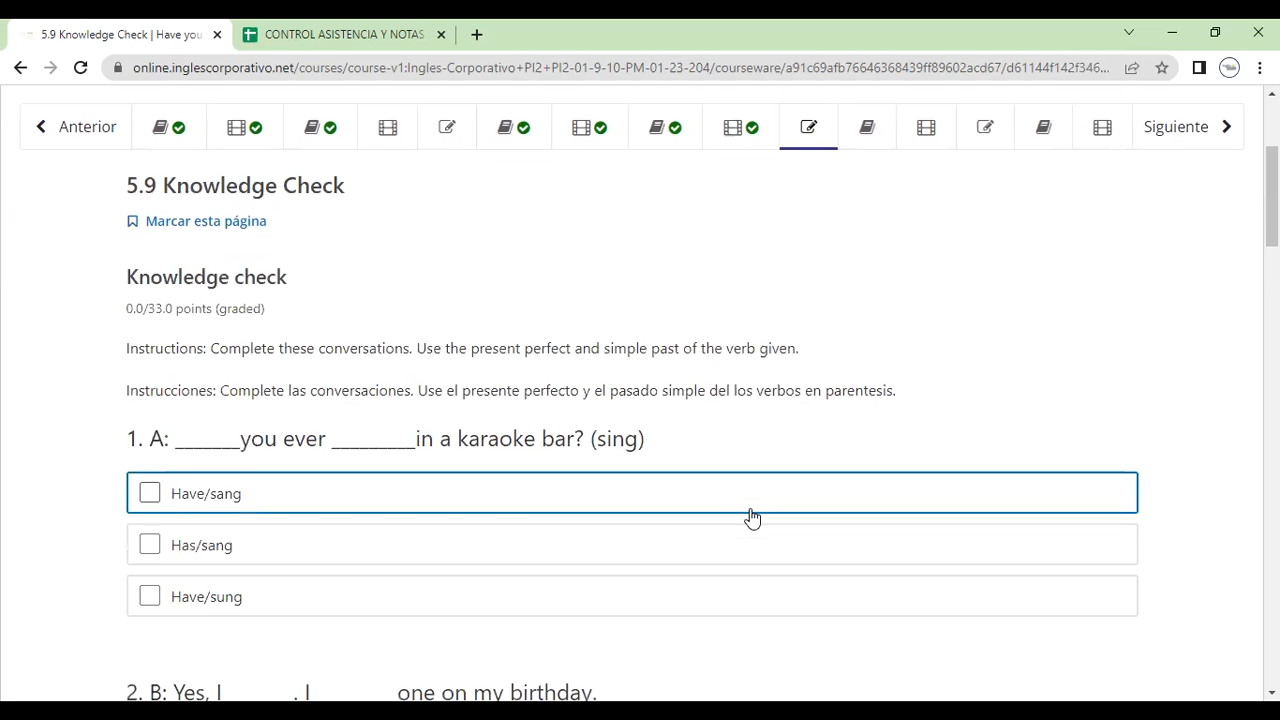 5.9 Knowledge Check | Have you
CONTROL ASISTENCIA Y NOTAS
online.inglescorporativo.net/courses/course-v1:Ingles-Corporativo+PI2+PI2-01-9-10-PM-01-23-204/courseware/a91c69afb76646368439ff89602acd67/d61144f142f346...
Anterior
Siguiente
5.9 Knowledge Check
Marcar esta página
Knowledge check
0.0/33.0 points (graded)
Instructions: Complete these conversations. Use the present perfect and simple past of the verb given.
Instrucciones: Complete las conversaciones. Use el presente perfecto y el pasado simple del los verbos en parentesis.
1. A: _______you ever _________in a karaoke bar? (sing)
Have/sang
Has/sang
Have/sung
2. B: Yes, I _______. I ________ one on my birthday.